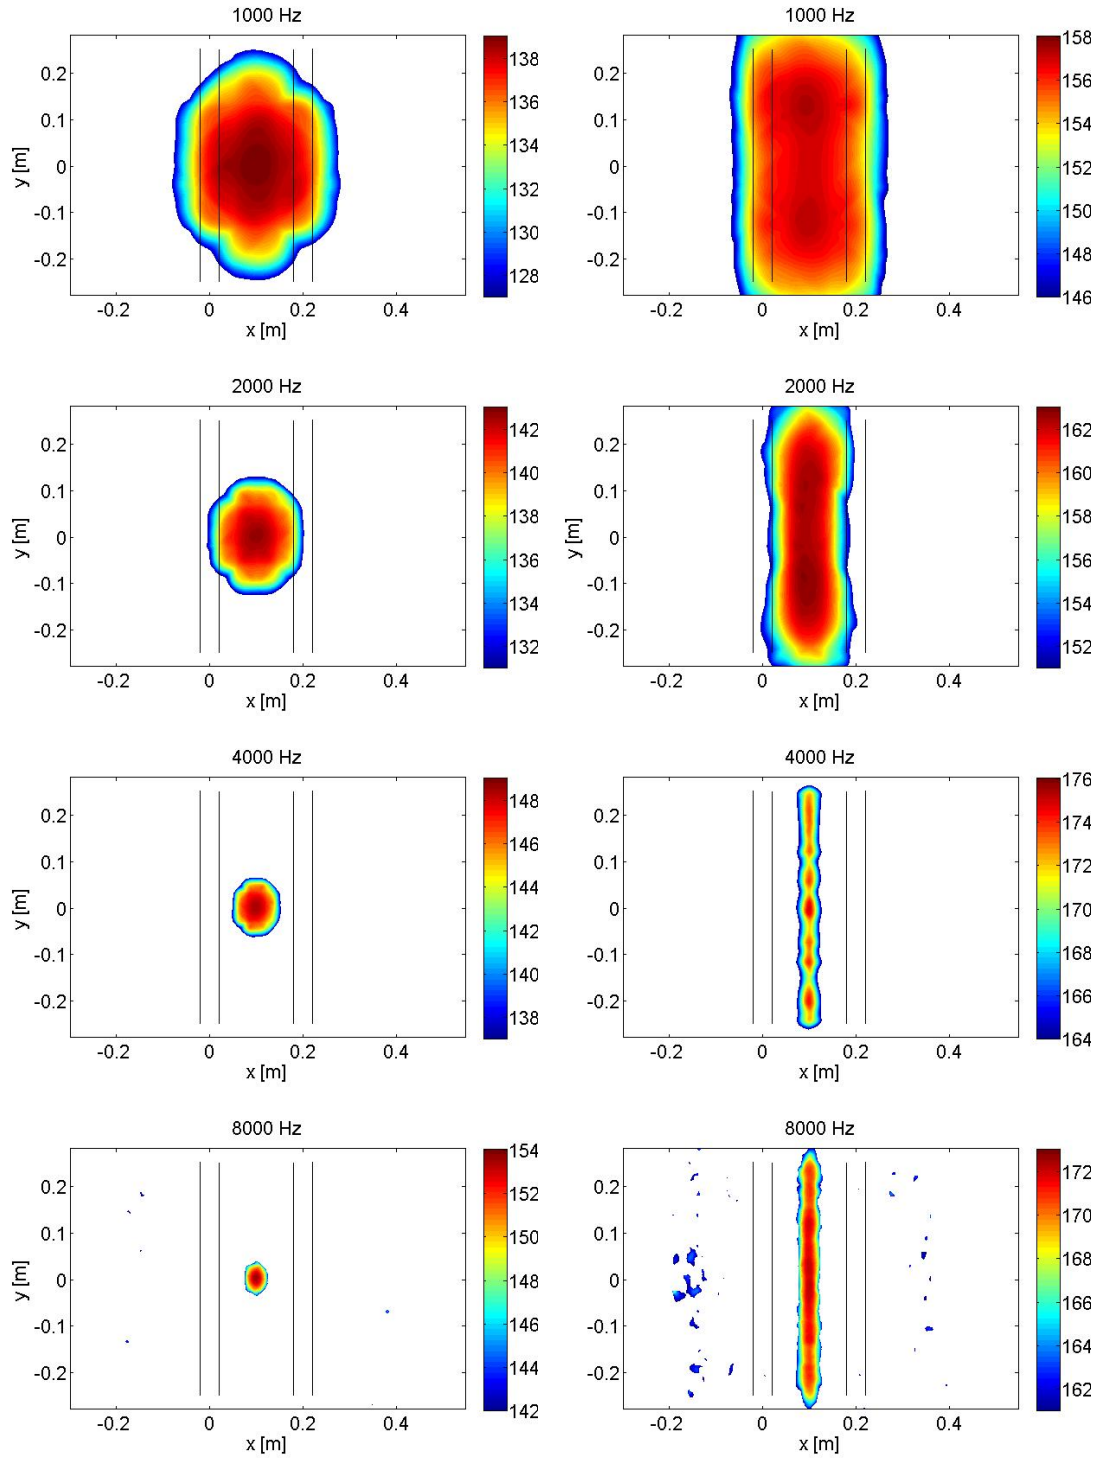 1000 Hz
y [m]
0.2
0.1
0
-0.1
-0.2
-0.2 0 0.2 0.4
x [m]
138
136
134
132
130
128
1000 Hz
y [m]
0.2
0.1
0
-0.1
-0.2
-0.2 0 0.2 0.4
x [m]
158
156
154
152
150
148
146
2000 Hz
y [m]
0.2
0.1
0
-0.1
-0.2
-0.2 0 0.2 0.4
x [m]
142
140
138
136
134
132
2000 Hz
y [m]
0.2
0.1
0
-0.1
-0.2
-0.2 0 0.2 0.4
x [m]
162
160
158
156
154
152
4000 Hz
y [m]
0.2
0.1
0
-0.1
-0.2
-0.2 0 0.2 0.4
x [m]
148
146
144
142
140
138
4000 Hz
y [m]
0.2
0.1
0
-0.1
-0.2
-0.2 0 0.2 0.4
x [m]
176
174
172
170
168
166
164
8000 Hz
y [m]
0.2
0.1
0
-0.1
-0.2
-0.2 0 0.2 0.4
x [m]
154
152
150
148
146
144
142
8000 Hz
y [m]
0.2
0.1
0
-0.1
-0.2
-0.2 0 0.2 0.4
x [m]
172
170
168
166
164
162